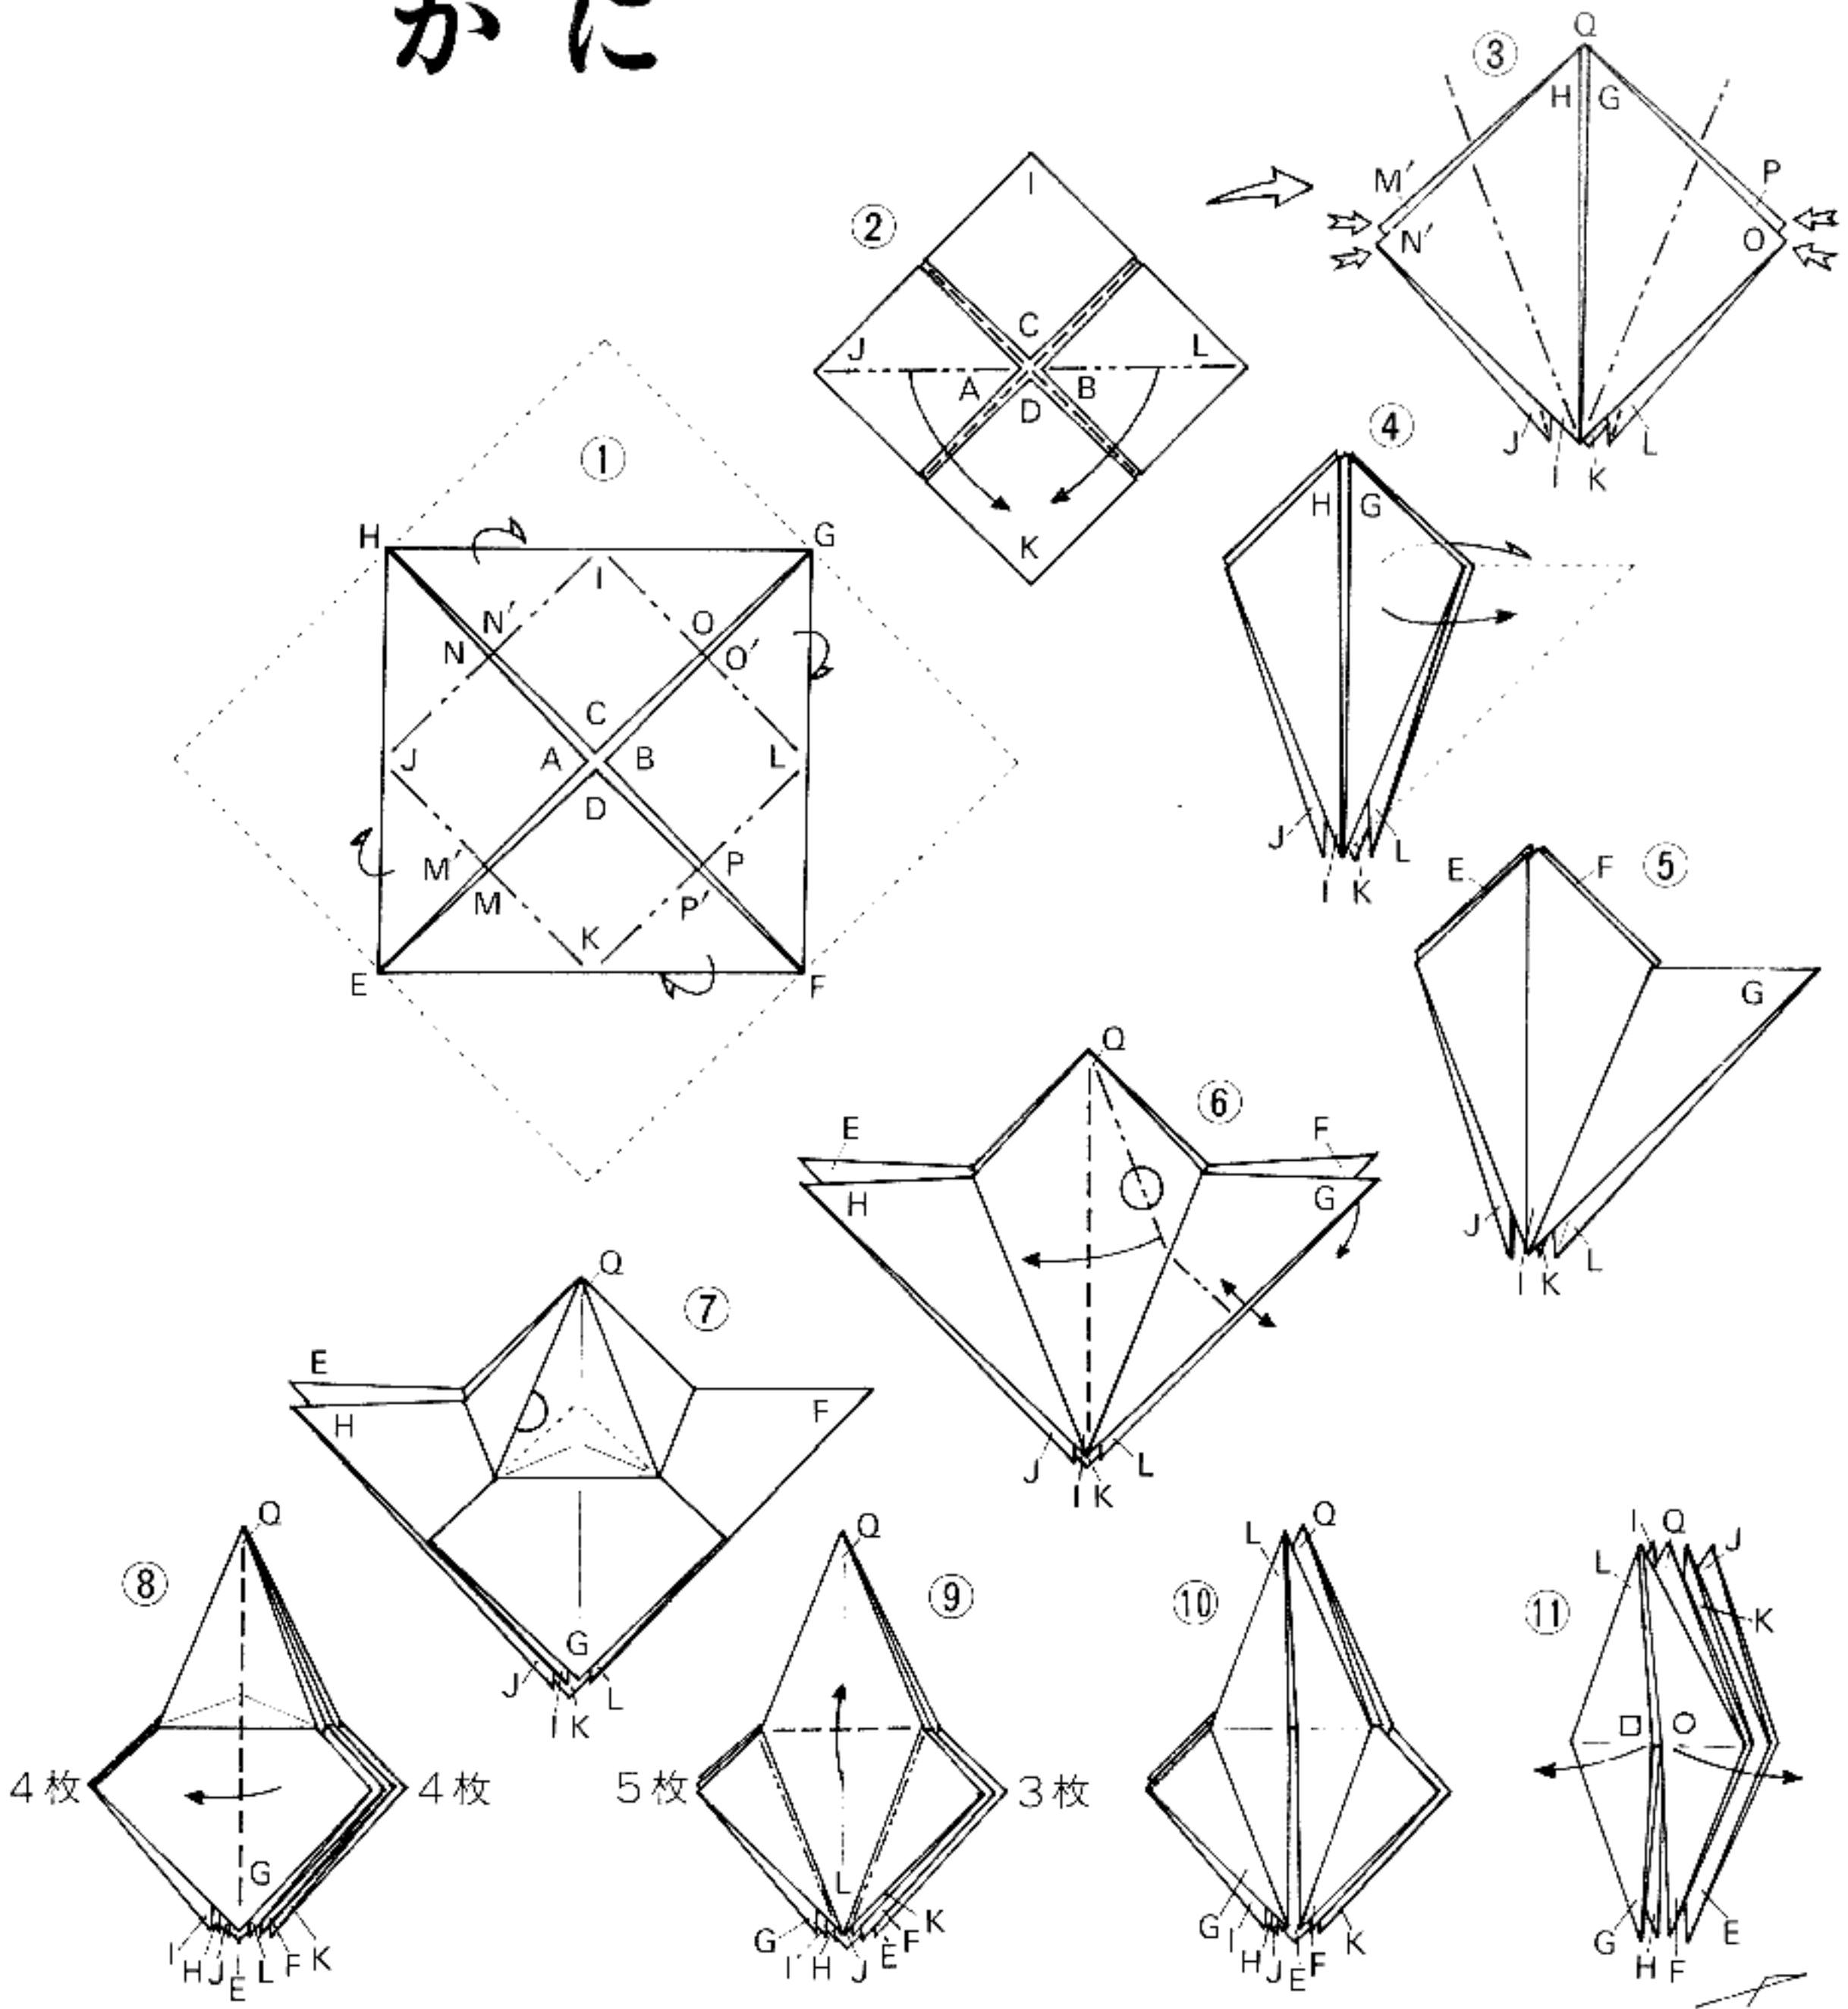 かに
①
H
G
I
N′
O
N
O′
C
J
A
B
L
D
M′
P
M
P′
K
E
F
②
I
C
J
L
A
B
D
K
③
Q
H
G
M′
P
N′
O
J
L
I
K
④
H
G
J
L
I
K
⑤
E
F
G
J
L
I
K
⑥
Q
E
F
H
G
J
L
I
K
⑦
Q
E
H
F
G
J
L
I
K
⑧
Q
4枚
4枚
G
I
H
J
E
L
F
K
⑨
Q
5枚
3枚
L
G
I
H
J
E
F
K
⑩
L
Q
G
I
H
J
E
F
K
⑪
I
Q
J
L
K
G
H
F
E